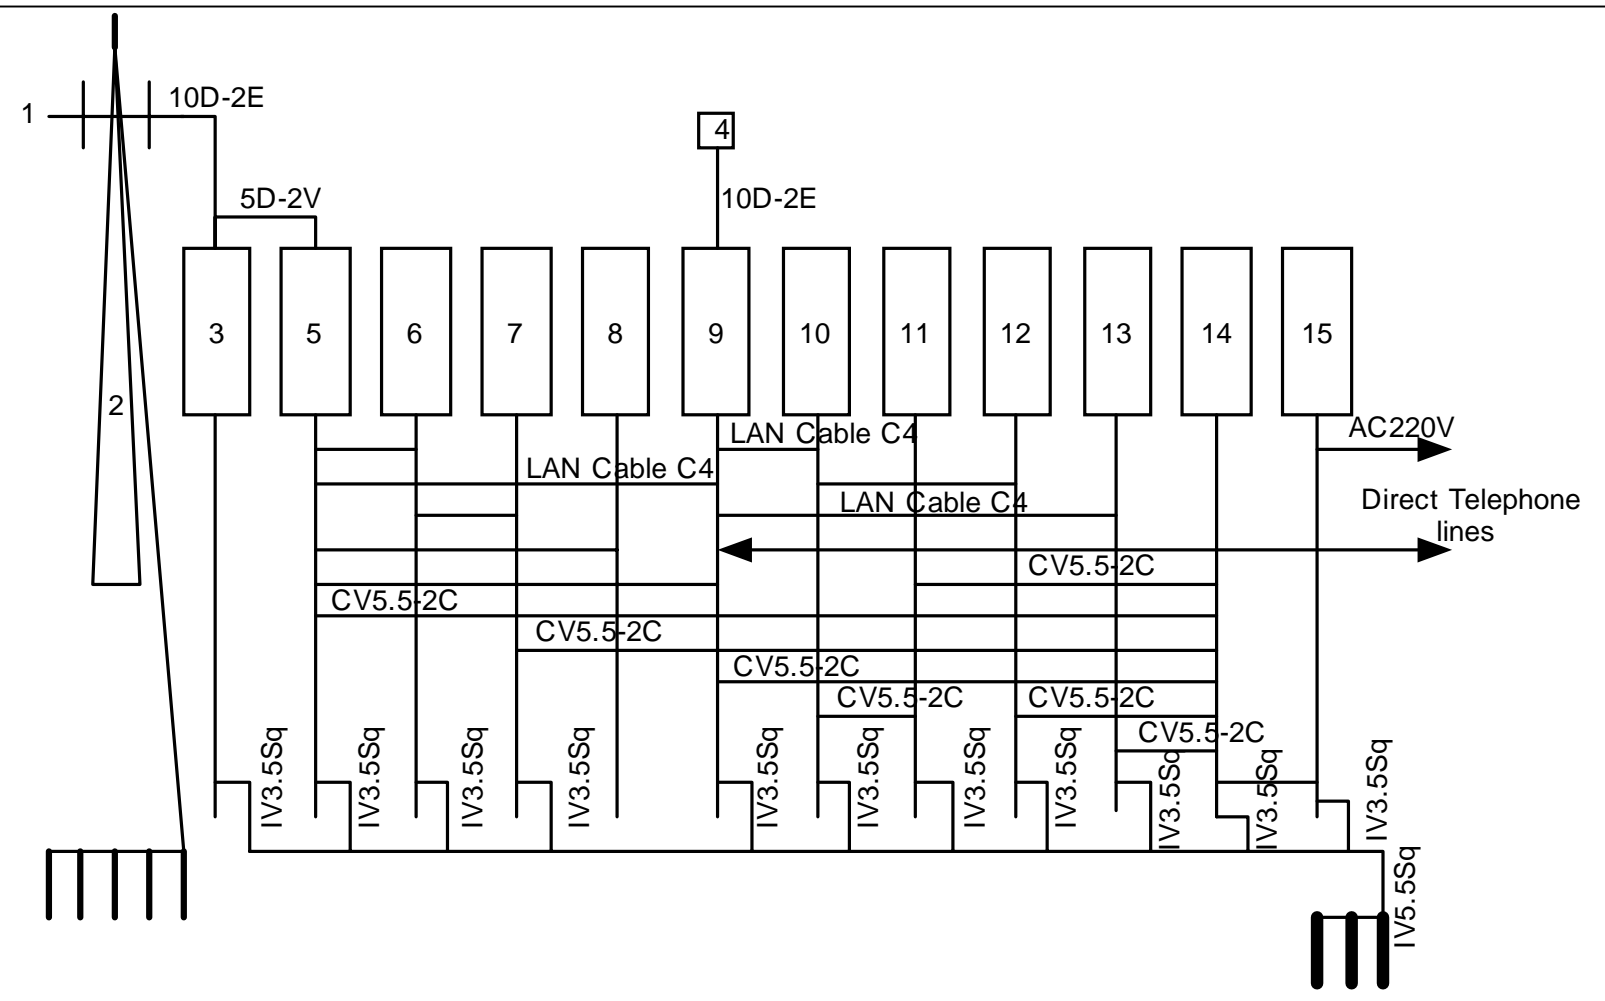 1
10D-2E
4
5D-2V
10D-2E
2
3
5
6
7
8
9
10
11
12
13
14
15
LAN Cable C4
AC220V
LAN Cable C4
LAN Cable C4
Direct Telephone
lines
CV5.5-2C
CV5.5-2C
CV5.5-2C
CV5.5-2C
CV5.5-2C
CV5.5-2C
CV5.5-2C
IV3.5Sq
IV3.5Sq
IV3.5Sq
IV3.5Sq
IV3.5Sq
IV3.5Sq
IV3.5Sq
IV3.5Sq
IV3.5Sq
IV3.5Sq
IV3.5Sq
IV5.5Sq